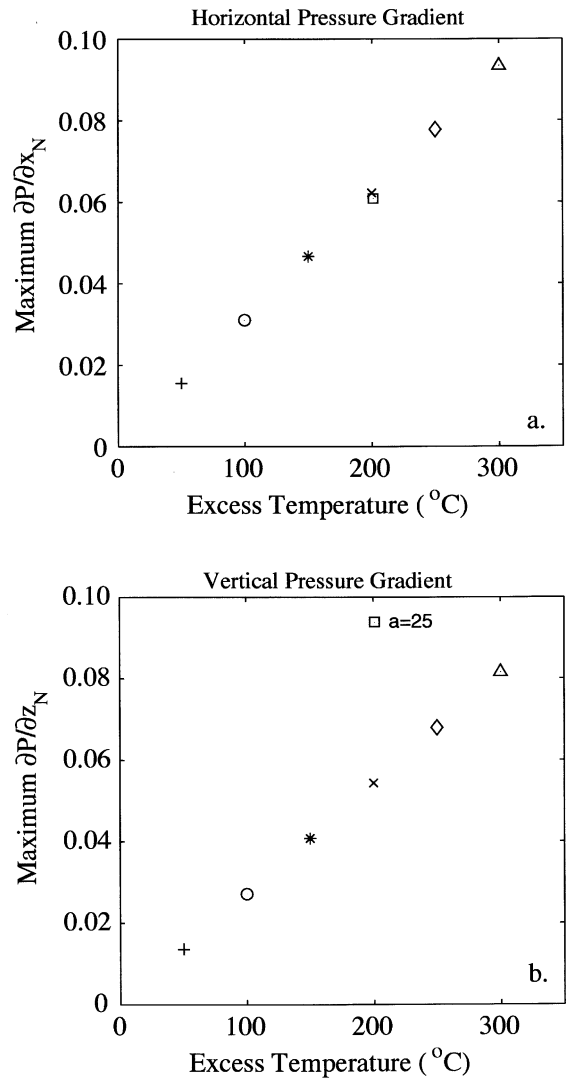 Horizontal Pressure Gradient
0.10
0.08
0.06
0.04
0.02
0
Maximum ∂P/∂x_N
a.
0 100 200 300
Excess Temperature ( °C)
Vertical Pressure Gradient
0.10
a=25
0.08
0.06
0.04
0.02
0
Maximum ∂P/∂z_N
b.
0 100 200 300
Excess Temperature ( °C)